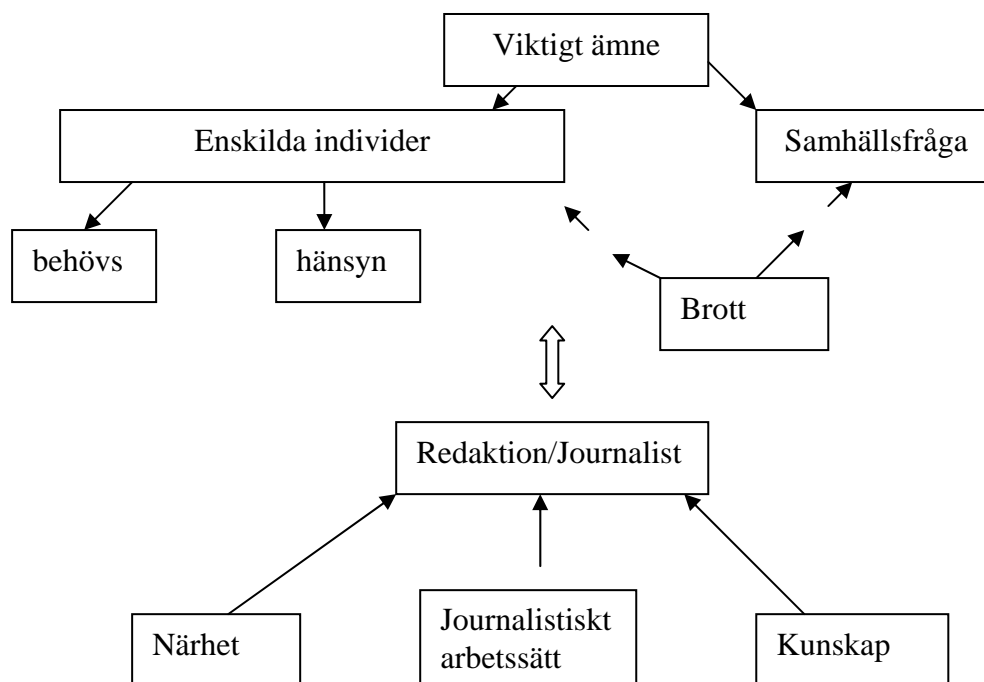 Viktigt ämne
Enskilda individer
Samhällsfråga
behövs
hänsyn
Brott
Redaktion/Journalist
Närhet
Journalistiskt
arbetssätt
Kunskap